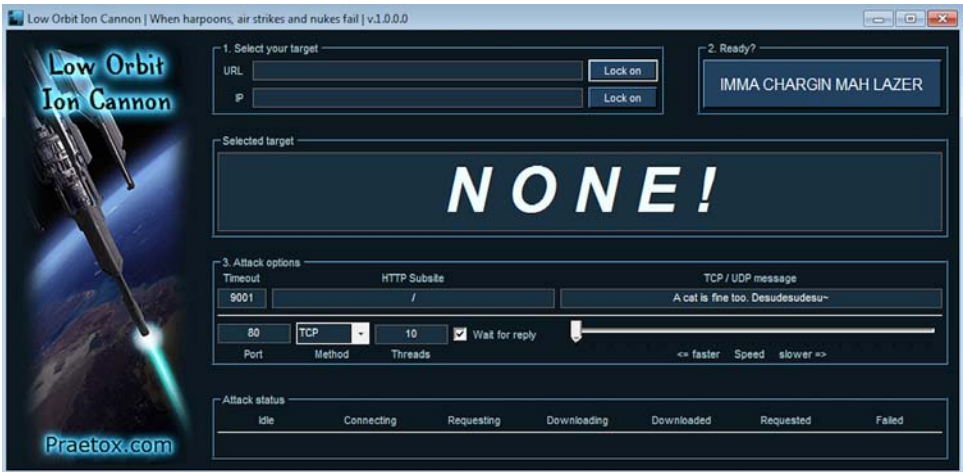 Low Orbit Ion Cannon | When harpoons, air strikes and nukes fail | v.1.0.0.0
Low Orbit
Ion Cannon
1. Select your target
URL
Lock on
IP
Lock on
2. Ready?
IMMA CHARGIN MAH LAZER
Selected target
NONE!
3. Attack options
Timeout HTTP Subsite TCP / UDP message
9001 / A cat is fine too. Desudesudesu~
80 TCP 10 Wait for reply
Port Method Threads <= faster Speed slower =>
Attack status
Idle Connecting Requesting Downloading Downloaded Requested Failed
Praetox.com